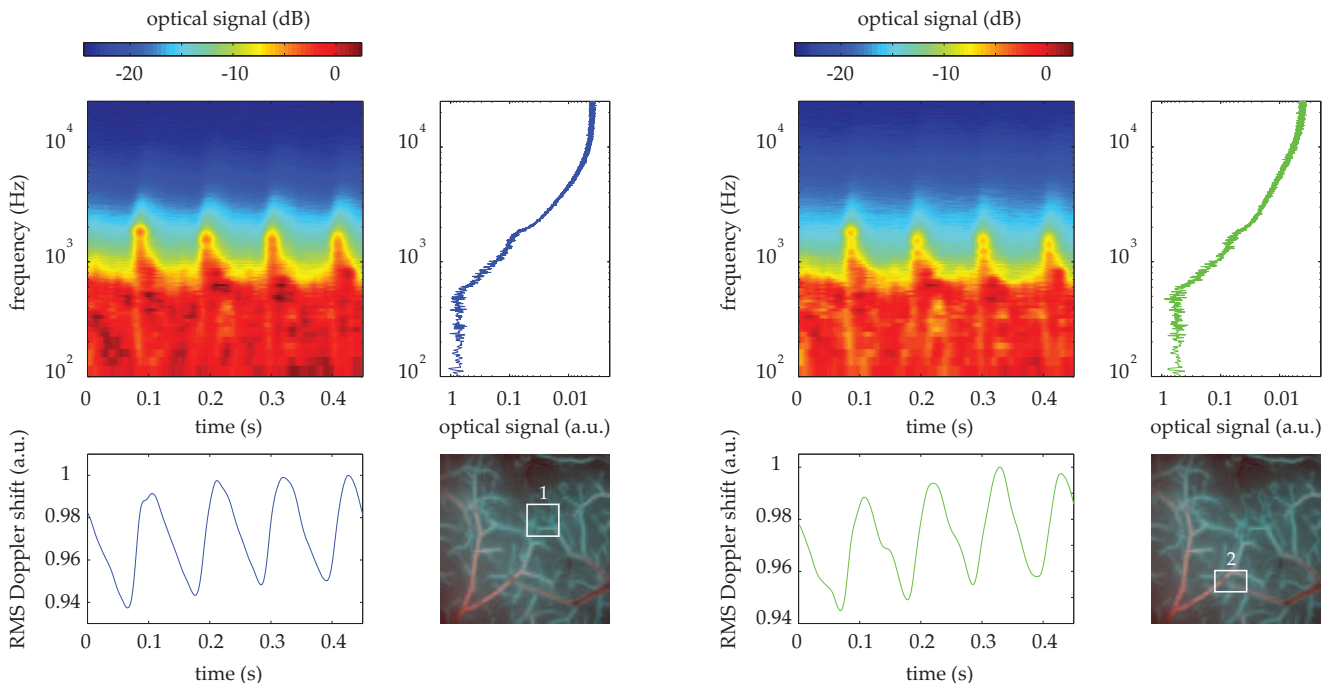 optical signal (dB)
-20 -10 0
frequency (Hz)
10^4
10^3
10^2
0 0.1 0.2 0.3 0.4
time (s)
10^4
10^3
10^2
1 0.1 0.01
optical signal (a.u.)
RMS Doppler shift (a.u.)
1
0.98
0.96
0.94
0 0.1 0.2 0.3 0.4
time (s)
1
optical signal (dB)
-20 -10 0
frequency (Hz)
10^4
10^3
10^2
0 0.1 0.2 0.3 0.4
time (s)
10^4
10^3
10^2
1 0.1 0.01
optical signal (a.u.)
RMS Doppler shift (a.u.)
1
0.98
0.96
0.94
0 0.1 0.2 0.3 0.4
time (s)
2